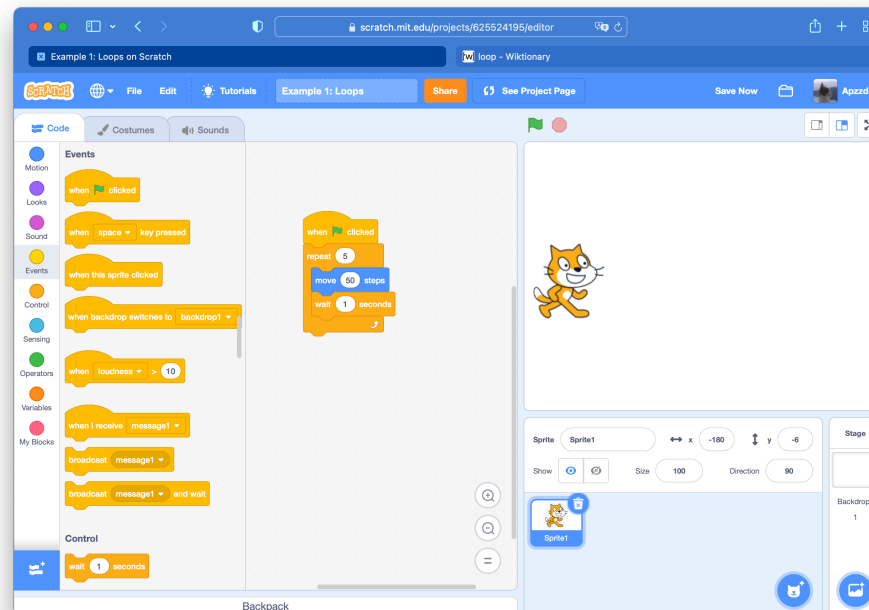 scratch.mit.edu/projects/625524195/editor
Example 1: Loops on Scratch
W loop - Wiktionary
SCRATCH
File
Edit
Tutorials
Example 1: Loops
Share
See Project Page
Save Now
Apzzd
Code
Costumes
Sounds
Motion
Looks
Sound
Events
Control
Sensing
Operators
Variables
My Blocks
Events
when clicked
when space key pressed
when this sprite clicked
when backdrop switches to backdrop1
when loudness > 10
when I receive message1
broadcast message1
broadcast message1 and wait
Control
wait 1 seconds
when clicked
repeat 5
move 50 steps
wait 1 seconds
Sprite Sprite1 x -180 y -6
Show Size 100 Direction 90
Sprite1
Stage
Backdrop
1
Backpack